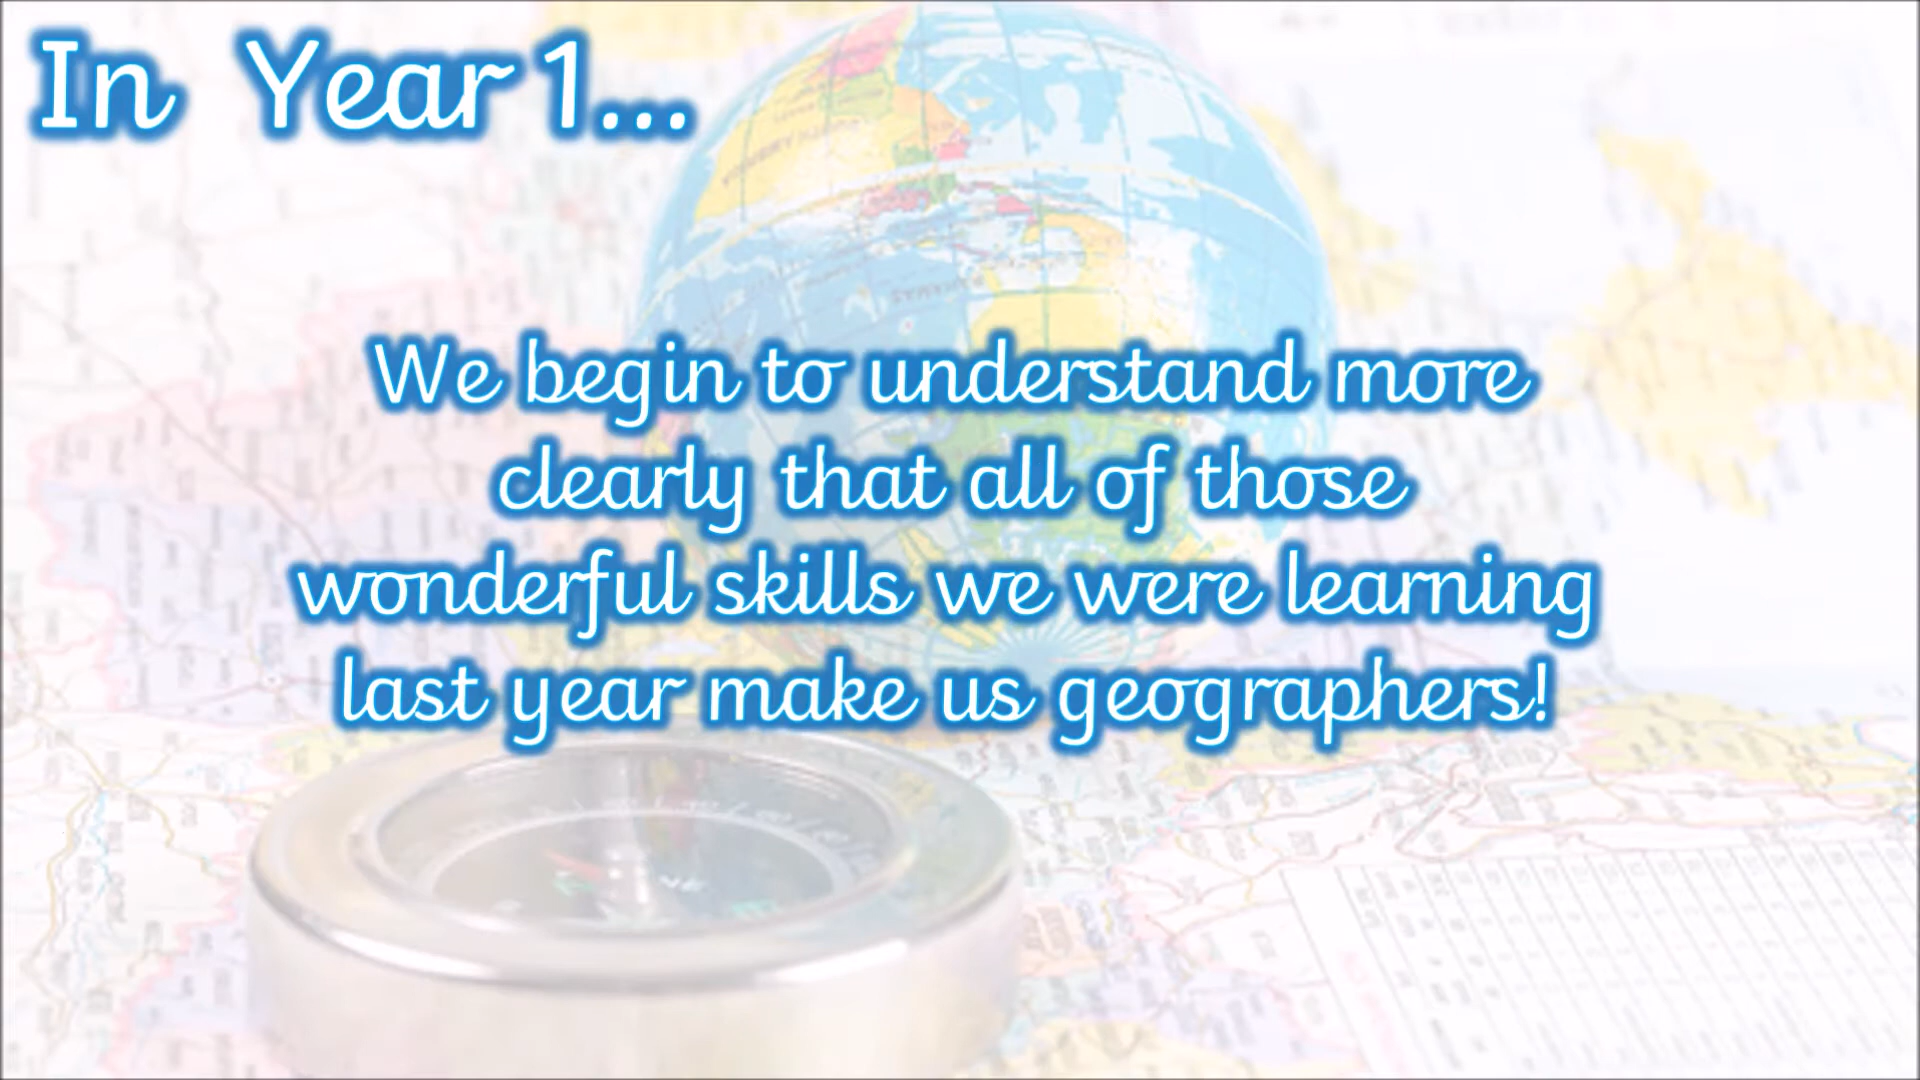 In Year 1...
We begin to understand more
clearly that all of those
wonderful skills we were learning
last year make us geographers!